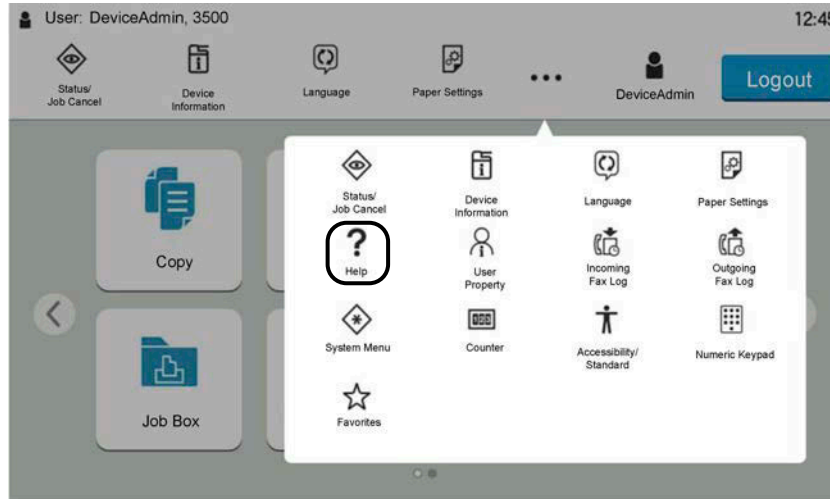 User: DeviceAdmin, 3500
12:45
Status/
Job Cancel
Device
Information
Language
Paper Settings
DeviceAdmin
Logout
Status/
Job Cancel
Device
Information
Language
Paper Settings
?
Help
User
Property
Incoming
Fax Log
Outgoing
Fax Log
System Menu
Counter
Accessibility/
Standard
Numeric Keypad
Favorites
Copy
Job Box